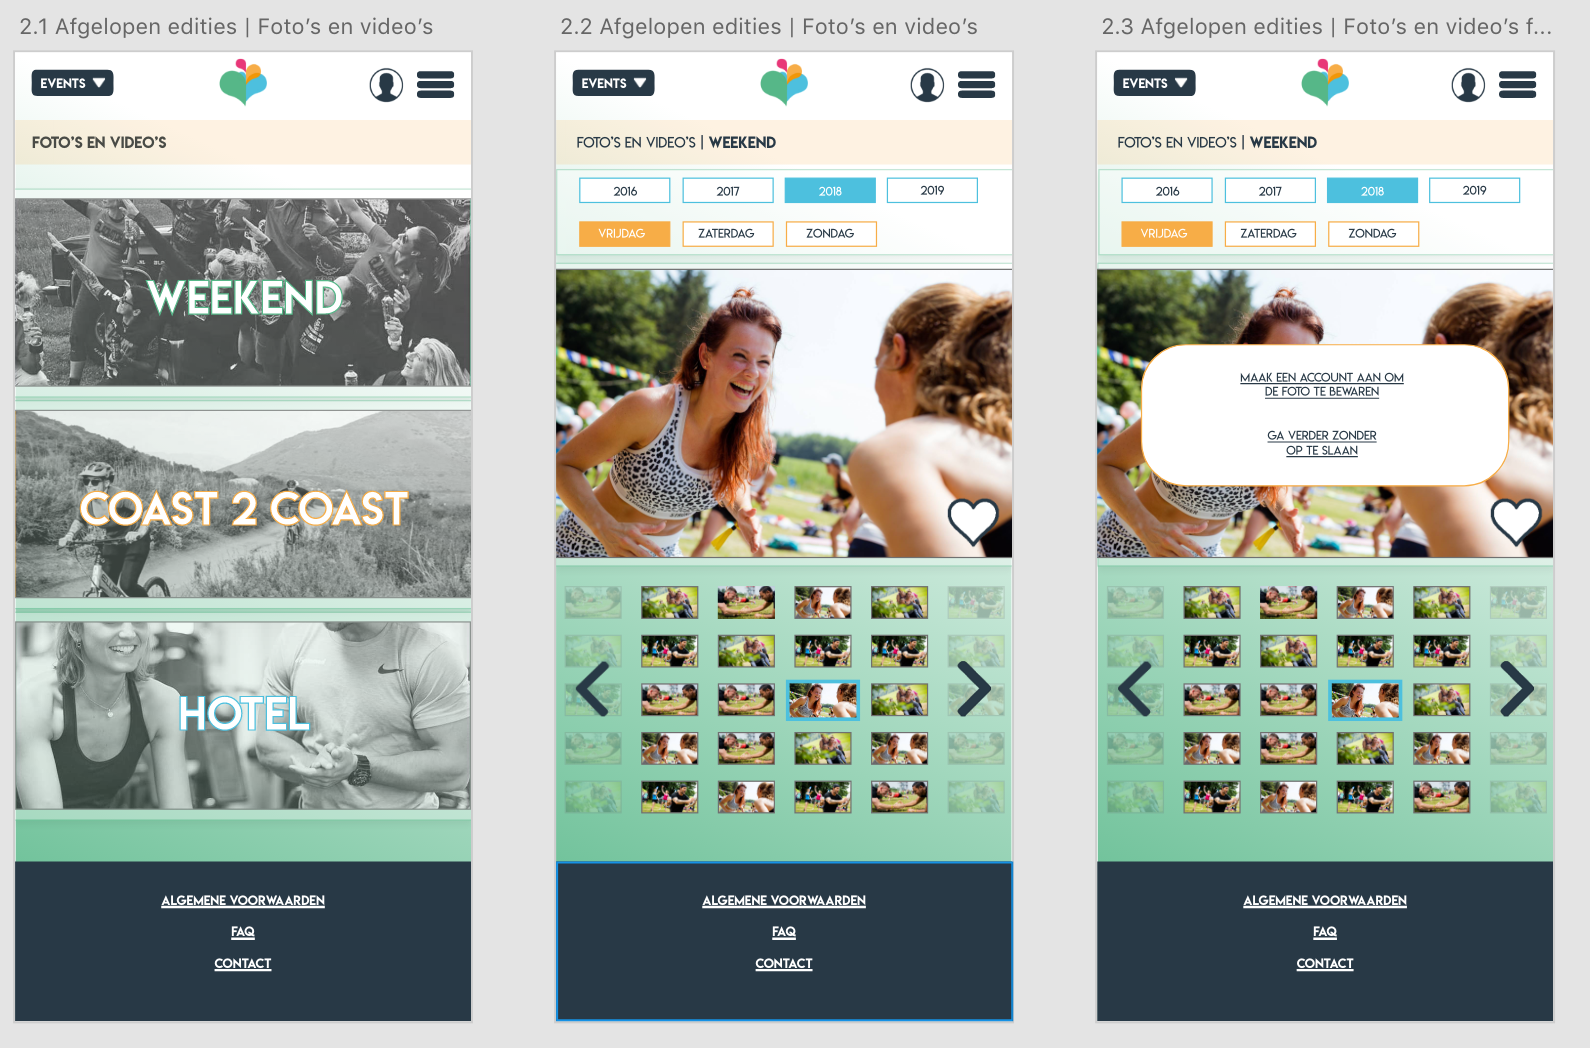 2.1 Afgelopen edities | Foto's en video's
EVENTS
FOTO'S EN VIDEO'S
WEEKEND
COAST 2 COAST
HOTEL
ALGEMENE VOORWAARDEN
FAQ
CONTACT
2.2 Afgelopen edities | Foto's en video's
EVENTS
FOTO'S EN VIDEO'S | WEEKEND
2016 2017 2018 2019
VRIJDAG ZATERDAG ZONDAG
ALGEMENE VOORWAARDEN
FAQ
CONTACT
2.3 Afgelopen edities | Foto's en video's f...
EVENTS
FOTO'S EN VIDEO'S | WEEKEND
2016 2017 2018 2019
VRIJDAG ZATERDAG ZONDAG
MAAK EEN ACCOUNT AAN OM
DE FOTO TE BEWAREN
GA VERDER ZONDER
OP TE SLAAN
ALGEMENE VOORWAARDEN
FAQ
CONTACT